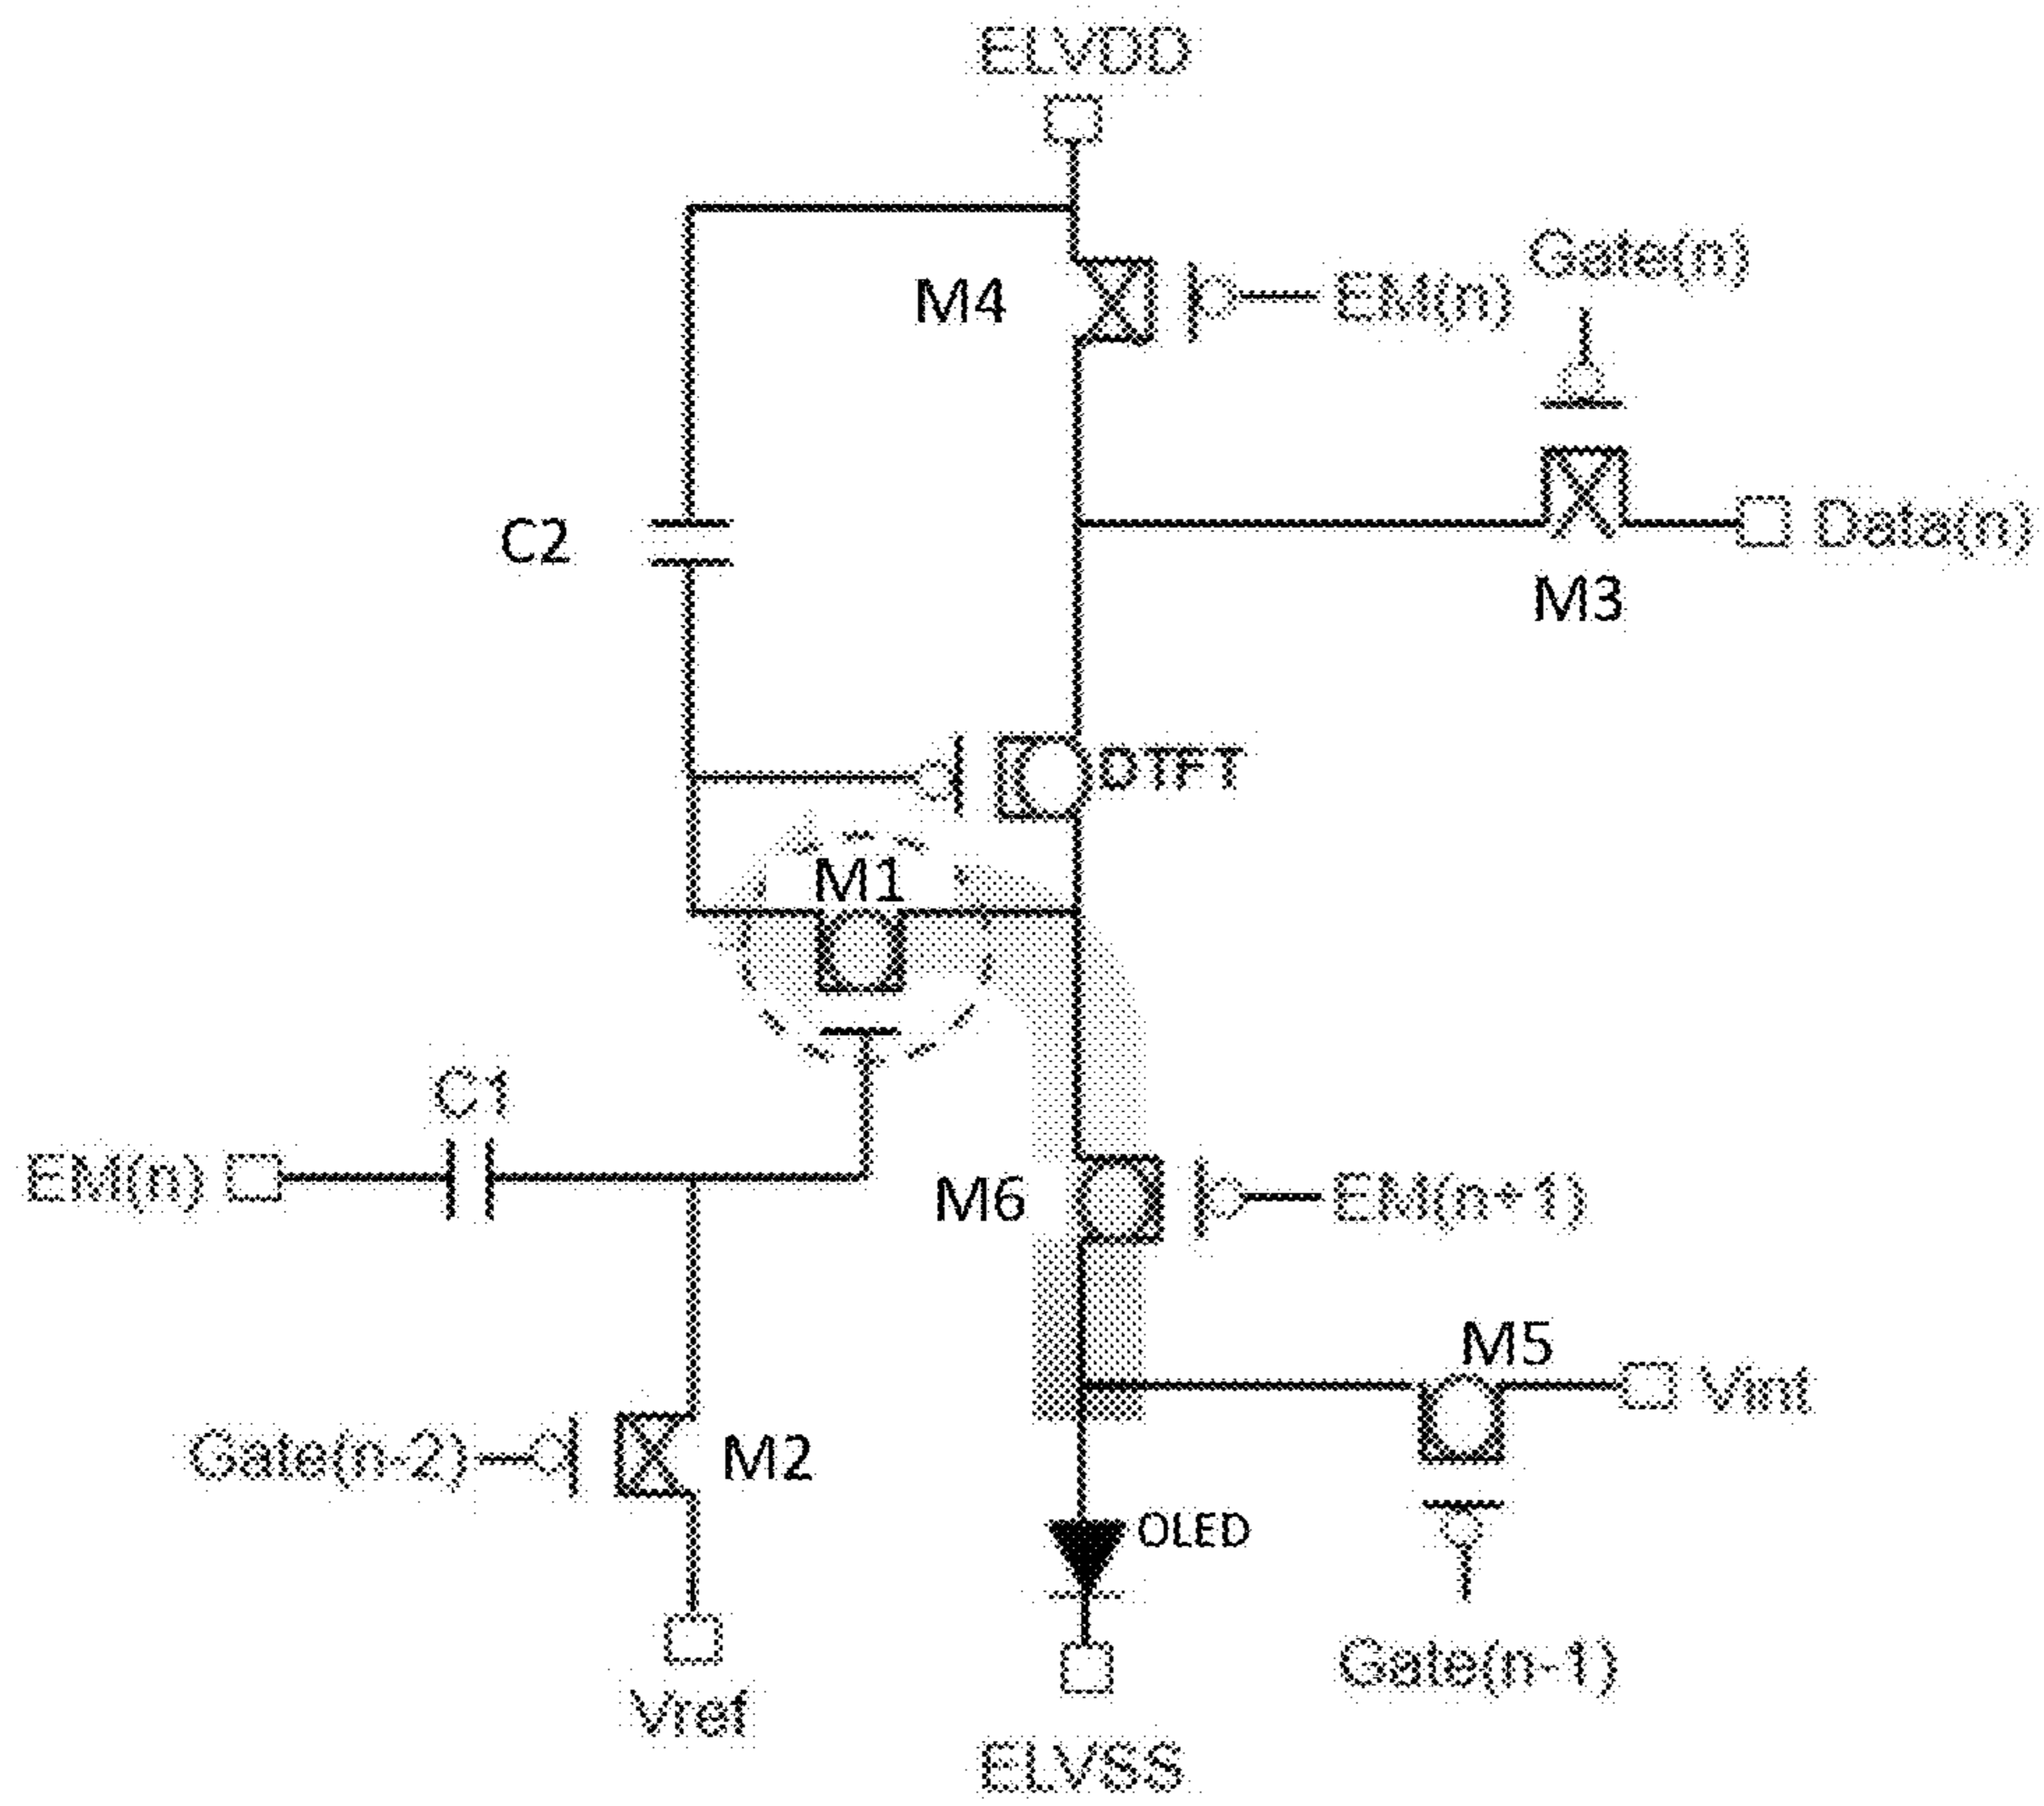 ELVDD
Gate(n)
M4
EM(n)
C2
Data(n)
M3
DTFT
M1
C1
EM(n)
M6
EM(n+1)
M5
Vint
Gate(n-2)
M2
OLED
Gate(n-1)
Vref
ELVSS